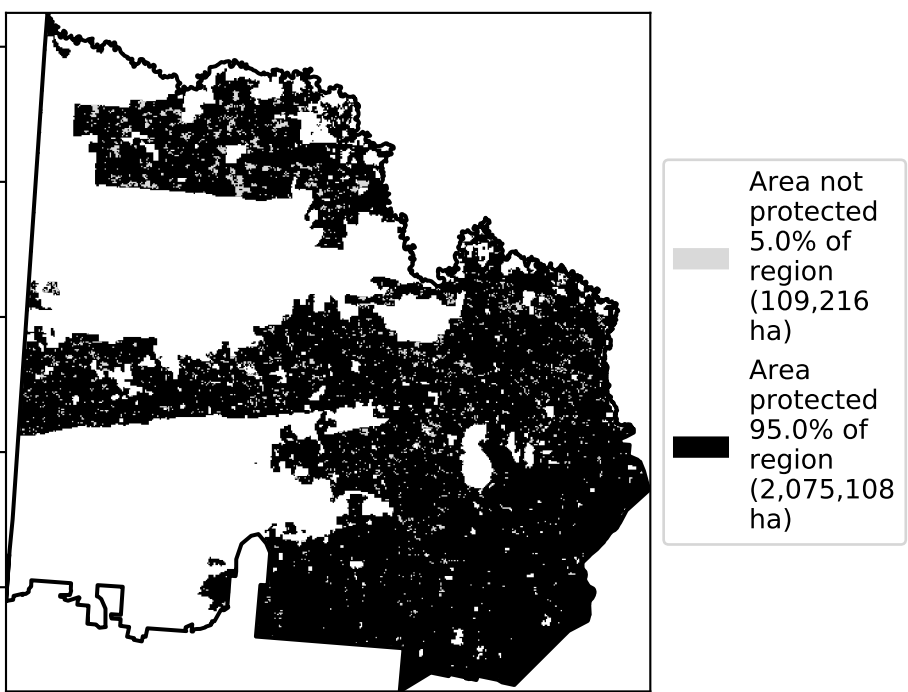 Area not
protected
5.0% of
region
(109,216
ha)
Area
protected
95.0% of
region
(2,075,108
ha)